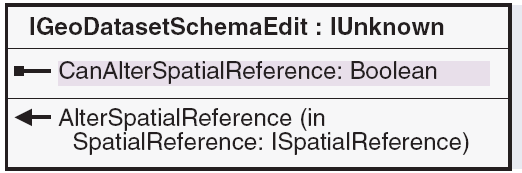 IGeoDatasetSchemaEdit : IUnknown
CanAlterSpatialReference: Boolean
AlterSpatialReference (in
SpatialReference: ISpatialReference)